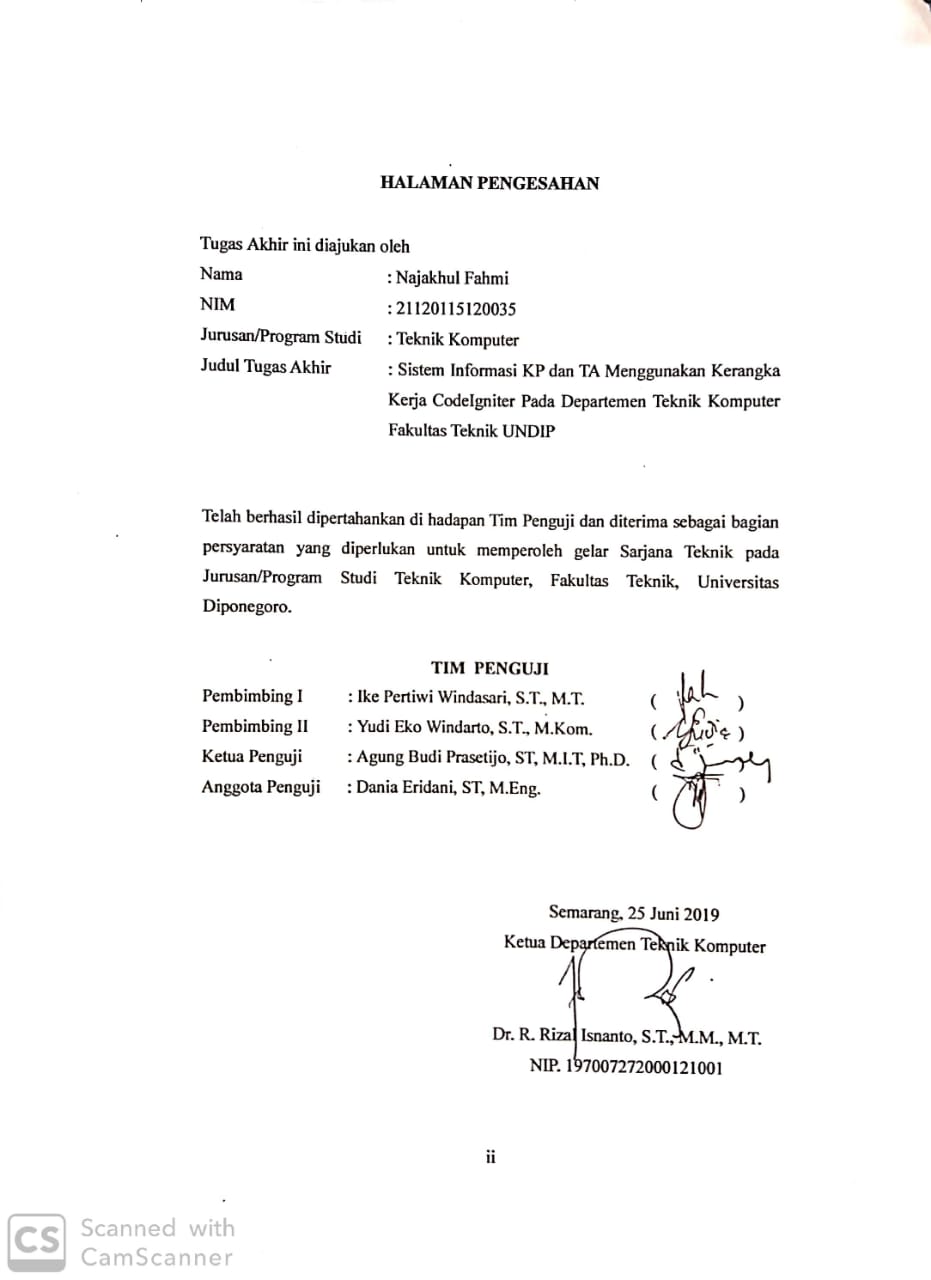 HALAMAN PENGESAHAN
Tugas Akhir ini diajukan oleh
Nama : Najakhul Fahmi
NIM : 21120115120035
Jurusan/Program Studi : Teknik Komputer
Judul Tugas Akhir : Sistem Informasi KP dan TA Menggunakan Kerangka
Kerja CodeIgniter Pada Departemen Teknik Komputer
Fakultas Teknik UNDIP
Telah berhasil dipertahankan di hadapan Tim Penguji dan diterima sebagai bagian
persyaratan yang diperlukan untuk memperoleh gelar Sarjana Teknik pada
Jurusan/Program Studi Teknik Komputer, Fakultas Teknik, Universitas
Diponegoro.
TIM PENGUJI
Pembimbing I : Ike Pertiwi Windasari, S.T., M.T. ( )
Pembimbing II : Yudi Eko Windarto, S.T., M.Kom. ( )
Ketua Penguji : Agung Budi Prasetijo, ST, M.I.T, Ph.D. (
Anggota Penguji : Dania Eridani, ST, M.Eng. ( )
Semarang, 25 Juni 2019
Ketua Departemen Teknik Komputer
Dr. R. Rizal Isnanto, S.T., M.M., M.T.
NIP. 197007272000121001
ii
CS Scanned with
CamScanner